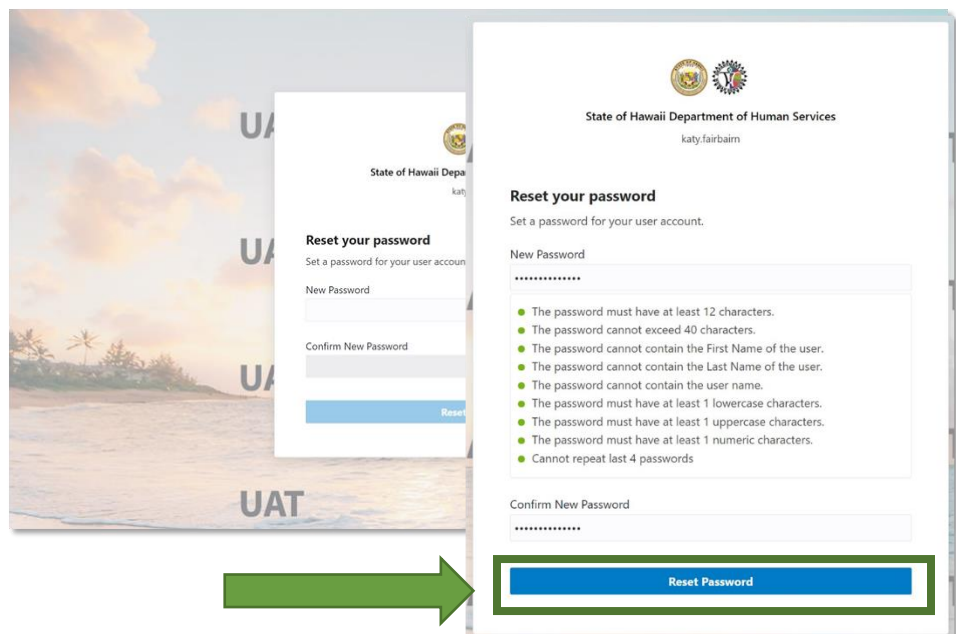 UAT
State of Hawaii Depa
Reset your password
Set a password for your user accoun
New Password
Confirm New Password
Reset
UAT
State of Hawaii Department of Human Services
katy.fairbairn
Reset your password
Set a password for your user account.
New Password
••••••••••••••
The password must have at least 12 characters.
The password cannot exceed 40 characters.
The password cannot contain the First Name of the user.
The password cannot contain the Last Name of the user.
The password cannot contain the user name.
The password must have at least 1 lowercase characters.
The password must have at least 1 uppercase characters.
The password must have at least 1 numeric characters.
Cannot repeat last 4 passwords
Confirm New Password
••••••••••••••
Reset Password